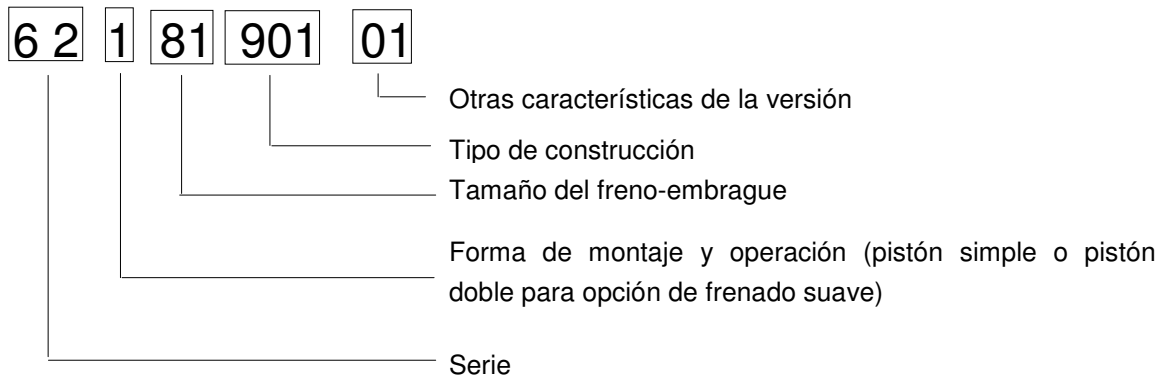 6 2 1 81 901 01
Otras características de la versión
Tipo de construcción
Tamaño del freno-embrague
Forma de montaje y operación (pistón simple o pistón
doble para opción de frenado suave)
Serie